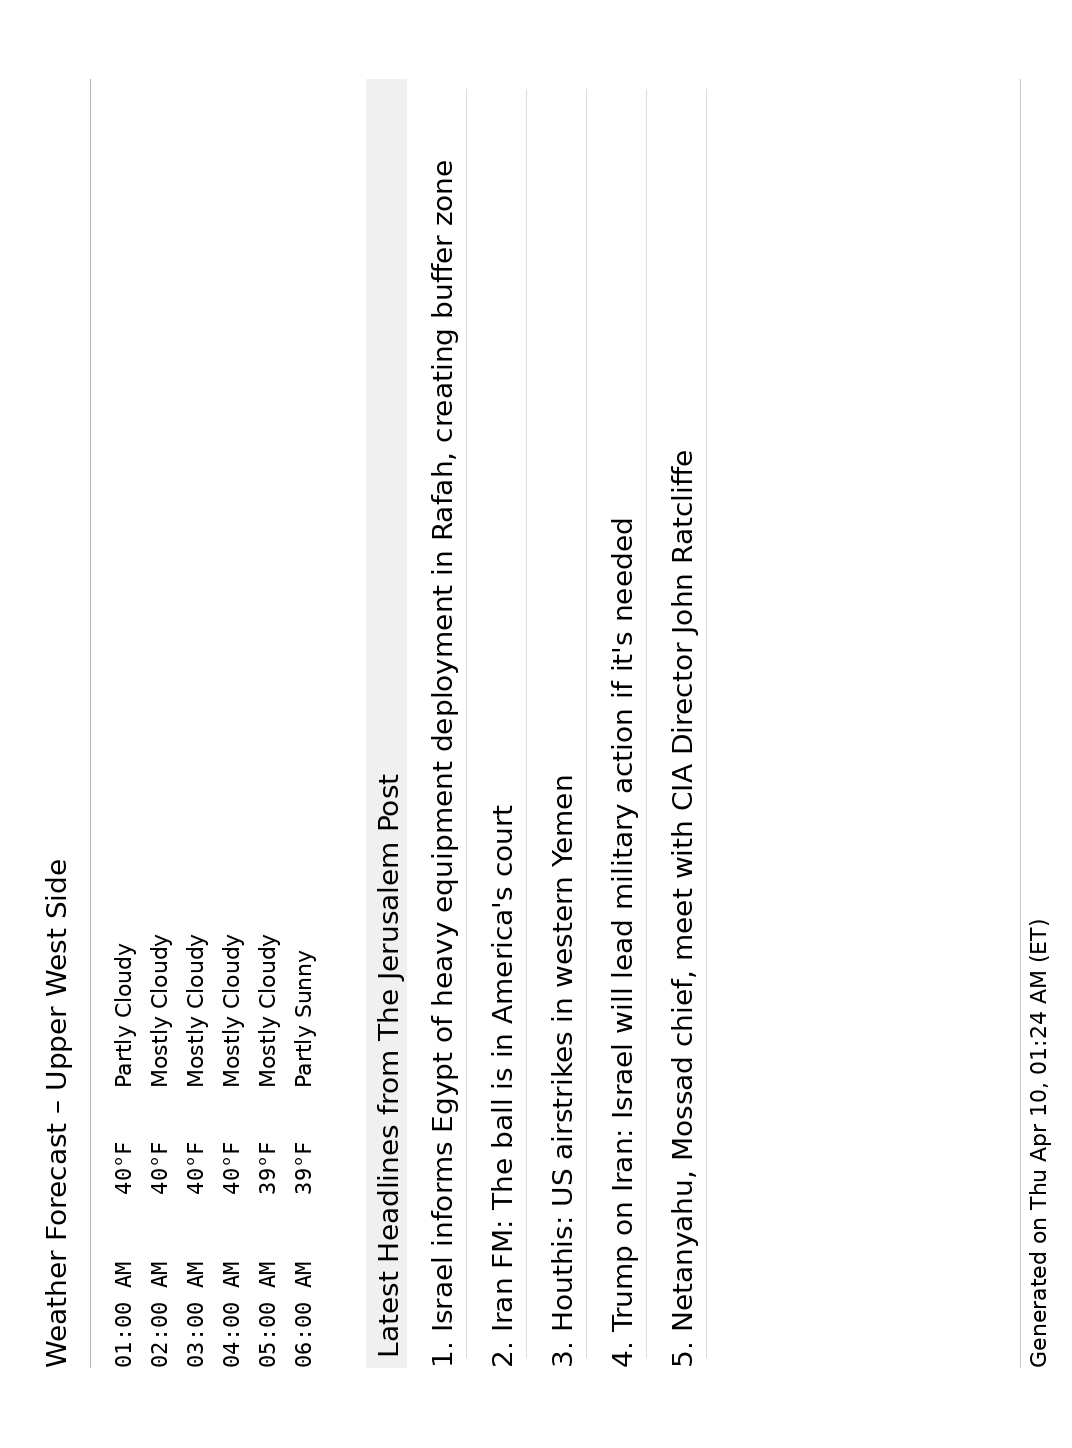 Weather Forecast – Upper West Side
01:00 AM 40°F Partly Cloudy
02:00 AM 40°F Mostly Cloudy
03:00 AM 40°F Mostly Cloudy
04:00 AM 40°F Mostly Cloudy
05:00 AM 39°F Mostly Cloudy
06:00 AM 39°F Partly Sunny
Latest Headlines from The Jerusalem Post
1. Israel informs Egypt of heavy equipment deployment in Rafah, creating buffer zone
2. Iran FM: The ball is in America's court
3. Houthis: US airstrikes in western Yemen
4. Trump on Iran: Israel will lead military action if it's needed
5. Netanyahu, Mossad chief, meet with CIA Director John Ratcliffe
Generated on Thu Apr 10, 01:24 AM (ET)